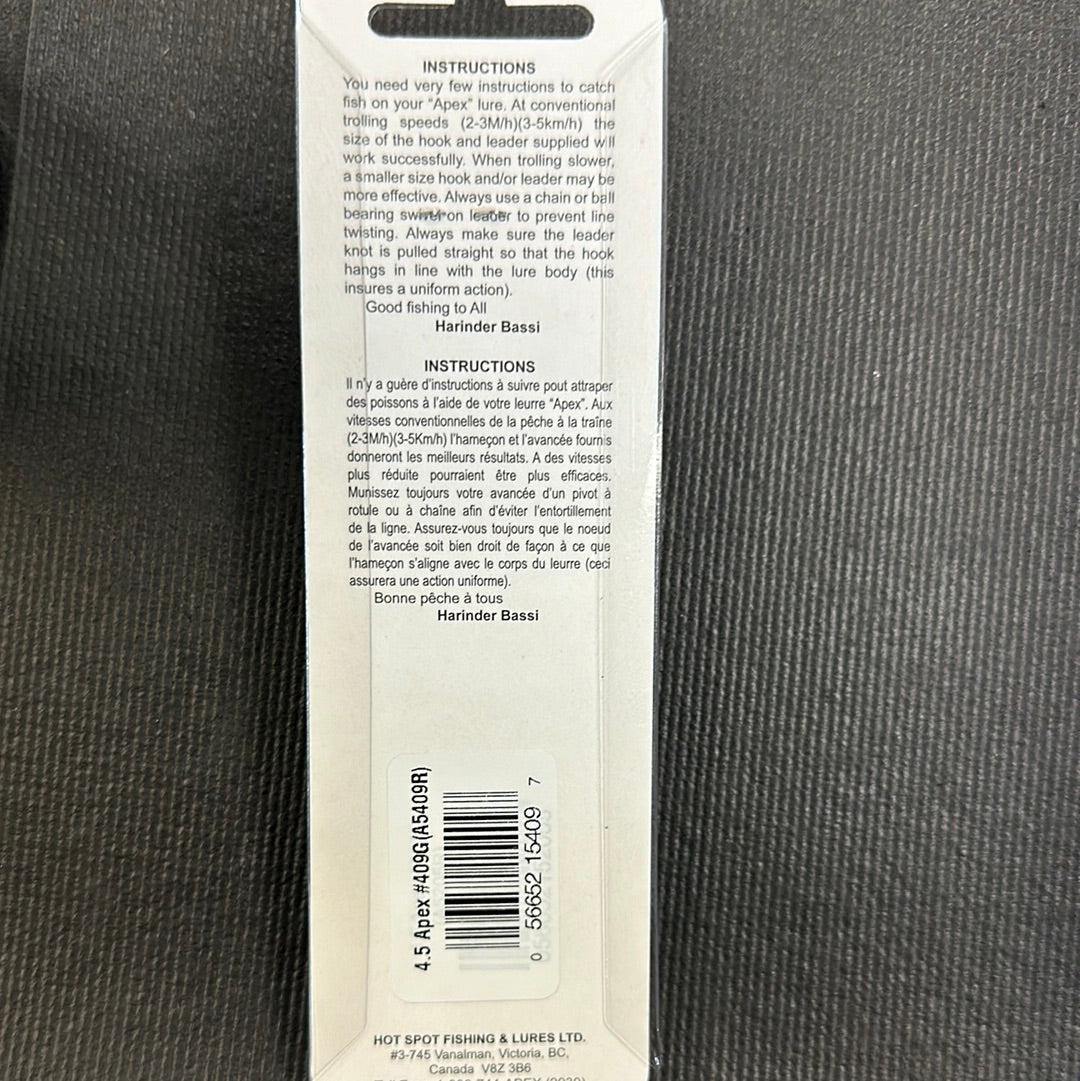 INSTRUCTIONS
You need very few instructions to catch
fish on your "Apex" lure. At conventional
trolling speeds (2-3M/h)(3-5km/h) the
size of the hook and leader supplied will
work successfully. When trolling slower,
a smaller size hook and/or leader may be
more effective. Always use a chain or ball
bearing swivel on leader to prevent line
twisting. Always make sure the leader
knot is pulled straight so that the hook
hangs in line with the lure body (this
insures a uniform action).
Good fishing to All
Harinder Bassi
INSTRUCTIONS
Il n'y a guère d'instructions à suivre pout attraper
des poissons à l'aide de votre leurre "Apex". Aux
vitesses conventionnelles de la pêche à la traîne
(2-3M/h)(3-5Km/h) l'hameçon et l'avancée fournis
donneront les meilleurs résultats. A des vitesses
plus réduite pourraient être plus efficaces.
Munissez toujours votre avancée d'un pivot à
rotule ou à chaîne afin d'éviter l'entortillement
de la ligne. Assurez-vous toujours que le noeud
de l'avancée soit bien droit de façon à ce que
l'hameçon s'aligne avec le corps du leurre (ceci
assurera une action uniforme).
Bonne pêche à tous
Harinder Bassi
4.5 Apex #409G(A5409R)
0 56652 15409 7
HOT SPOT FISHING & LURES LTD.
#3-745 Vanalman, Victoria, BC,
Canada V8Z 3B6